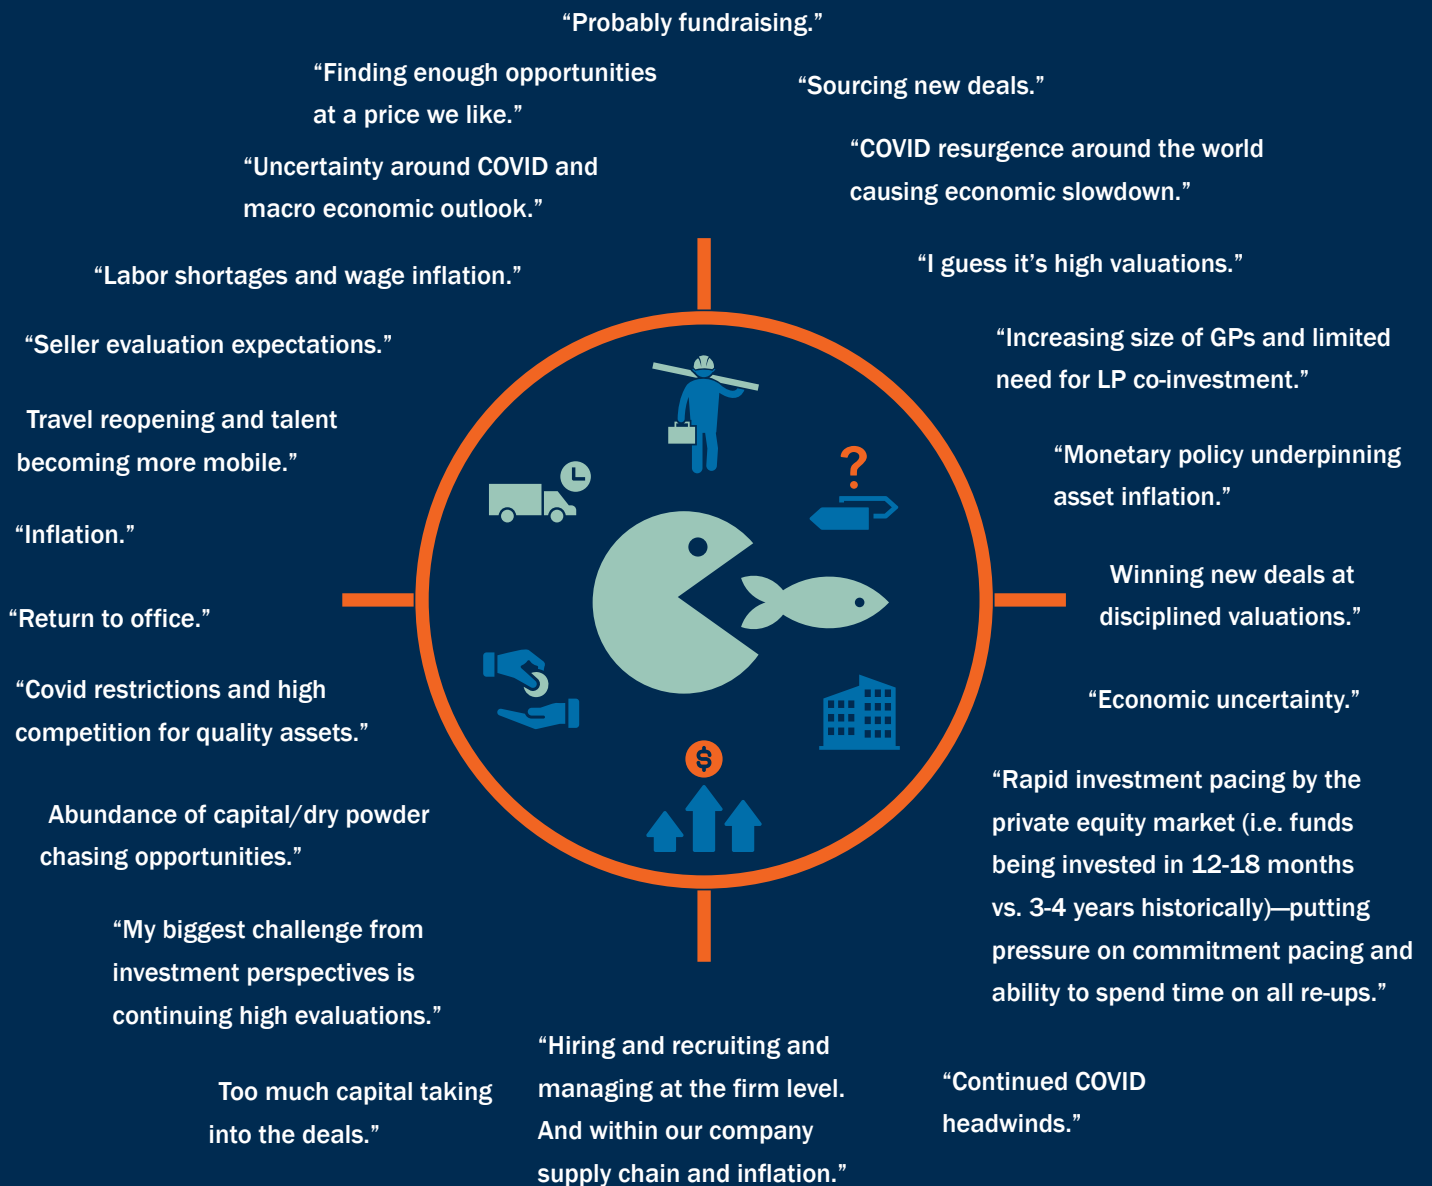 “Probably fundraising.”
“Finding enough opportunities
at a price we like.”
“Sourcing new deals.”
“Uncertainty around COVID and
macro economic outlook.”
“COVID resurgence around the world
causing economic slowdown.”
“Labor shortages and wage inflation.”
“I guess it’s high valuations.”
“Seller evaluation expectations.”
“Increasing size of GPs and limited
need for LP co-investment.”
Travel reopening and talent
becoming more mobile.”
“Monetary policy underpinning
asset inflation.”
“Inflation.”
Winning new deals at
disciplined valuations.”
“Return to office.”
“Covid restrictions and high
competition for quality assets.”
“Economic uncertainty.”
?
$
Abundance of capital/dry powder
chasing opportunities.”
“Rapid investment pacing by the
private equity market (i.e. funds
being invested in 12-18 months
vs. 3-4 years historically)—putting
pressure on commitment pacing and
ability to spend time on all re-ups.”
“My biggest challenge from
investment perspectives is
continuing high evaluations.”
Too much capital taking
into the deals.”
“Hiring and recruiting and
managing at the firm level.
And within our company
supply chain and inflation.”
“Continued COVID
headwinds.”